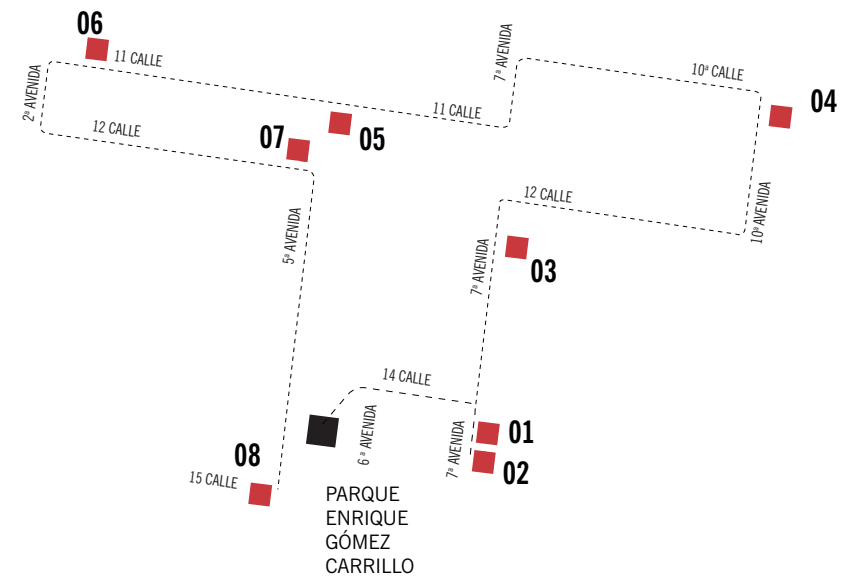 06
11 CALLE
7ª AVENIDA
10ª CALLE
2ª AVENIDA
04
11 CALLE
12 CALLE
07
05
12 CALLE
10ª AVENIDA
5ª AVENIDA
7ª AVENIDA
03
14 CALLE
6 ª AVENIDA
7ª AVENIDA
01
02
08
15 CALLE
PARQUE
ENRIQUE
GÓMEZ
CARRILLO